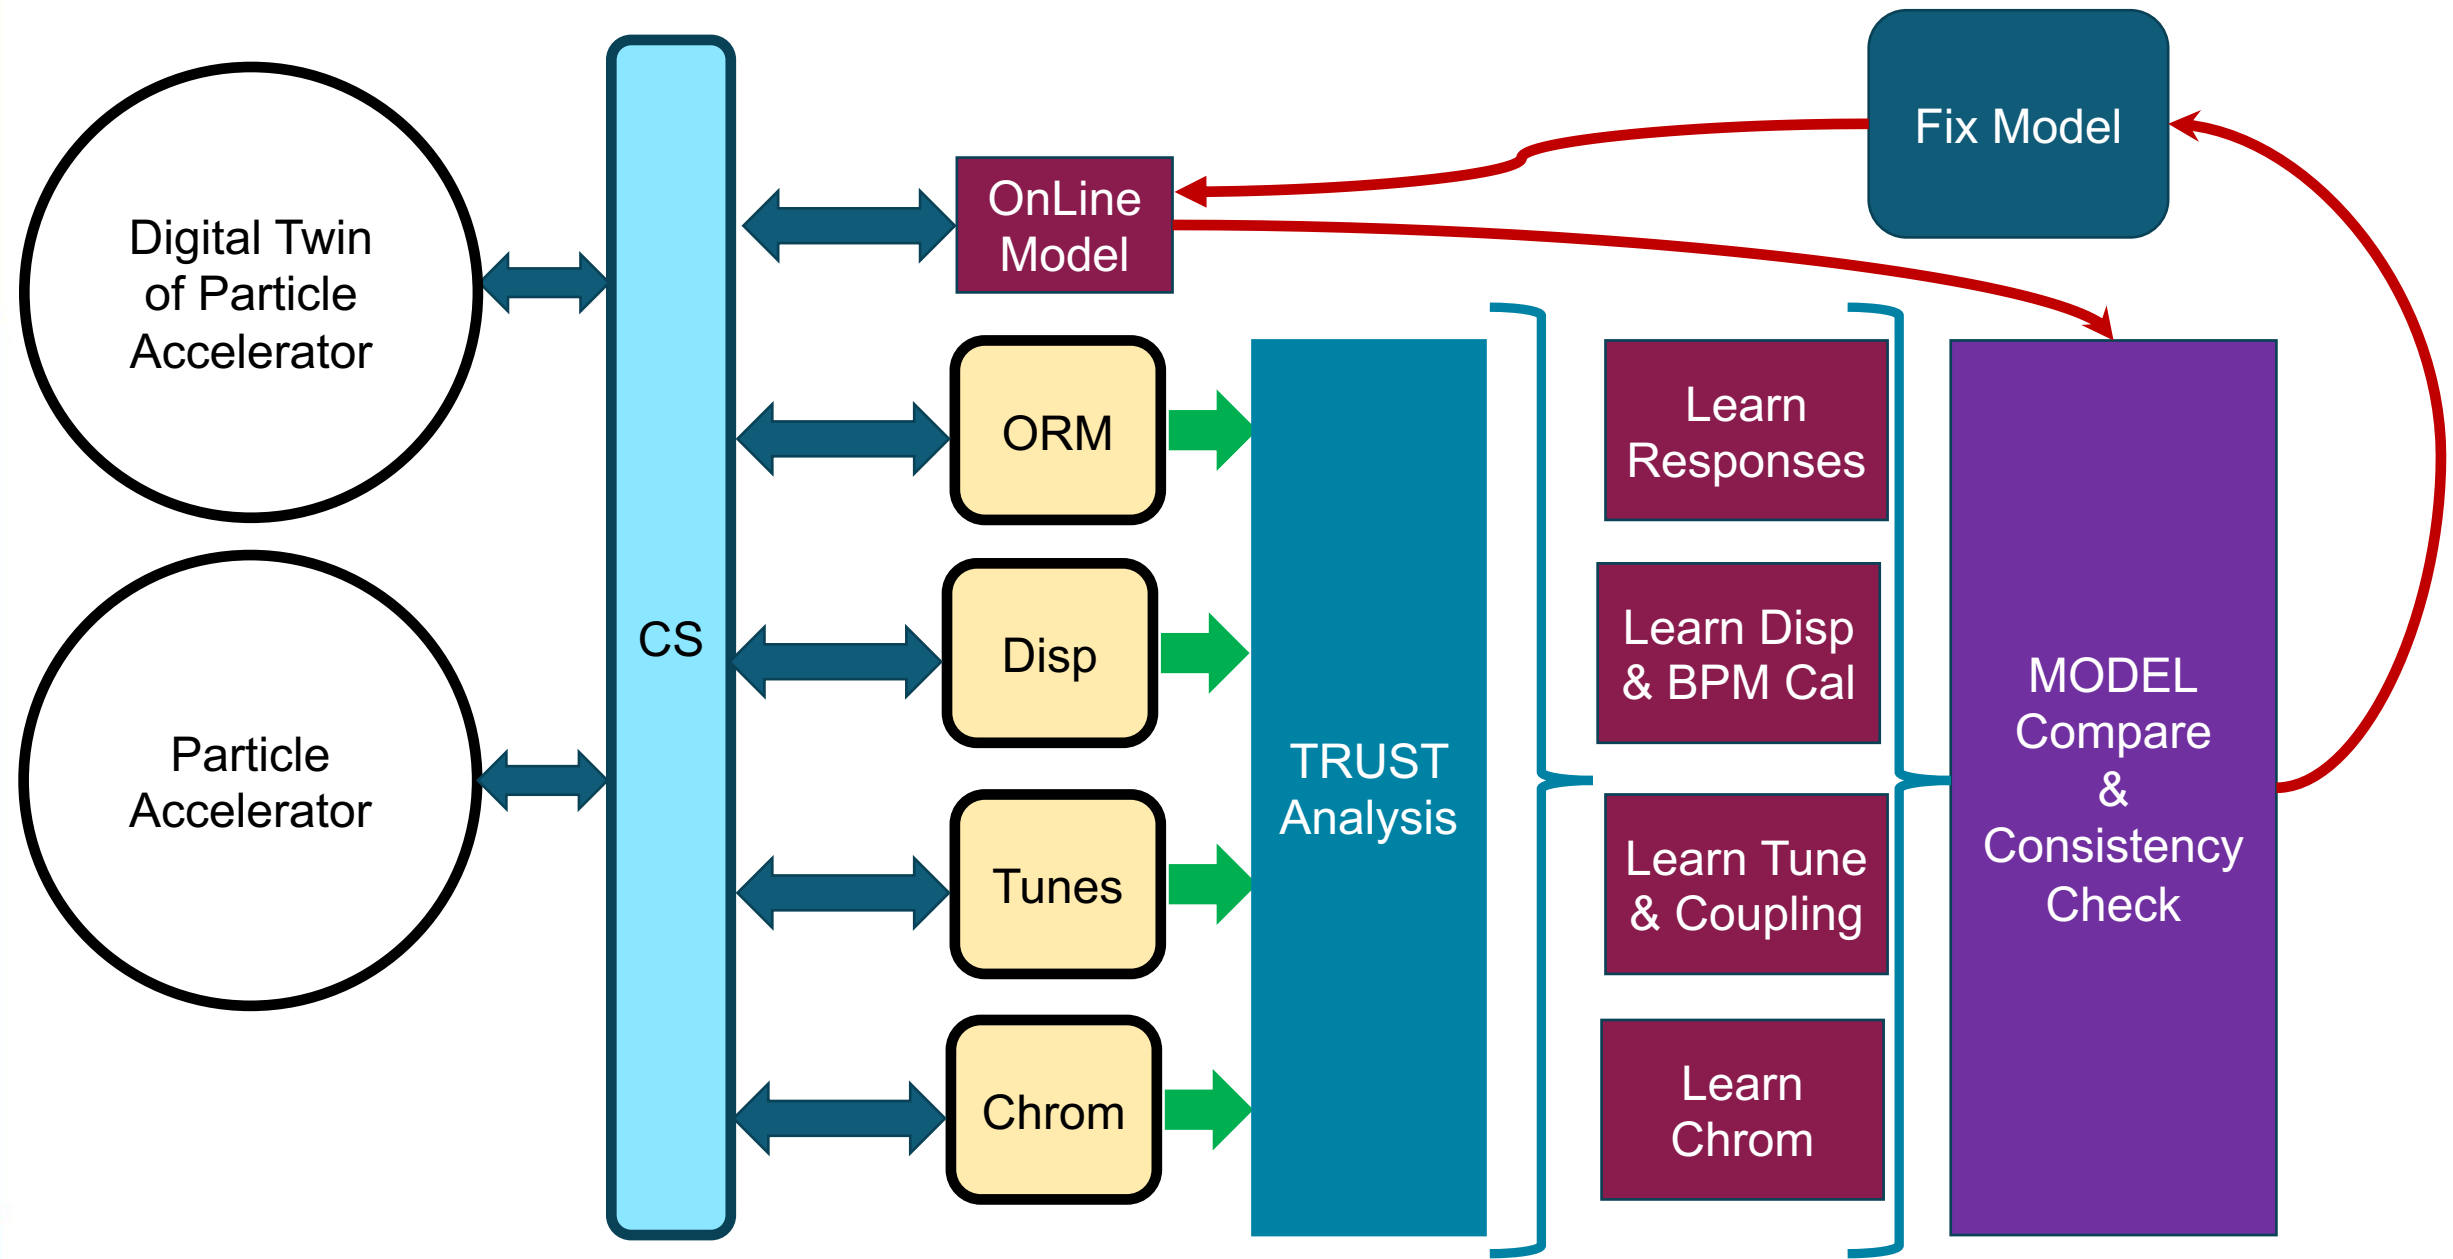 Digital Twin
of Particle
Accelerator
Particle
Accelerator
CS
OnLine
Model
ORM
Disp
Tunes
Chrom
TRUST
Analysis
Learn
Responses
Learn Disp
& BPM Cal
Learn Tune
& Coupling
Learn
Chrom
MODEL
Compare
&
Consistency
Check
Fix Model